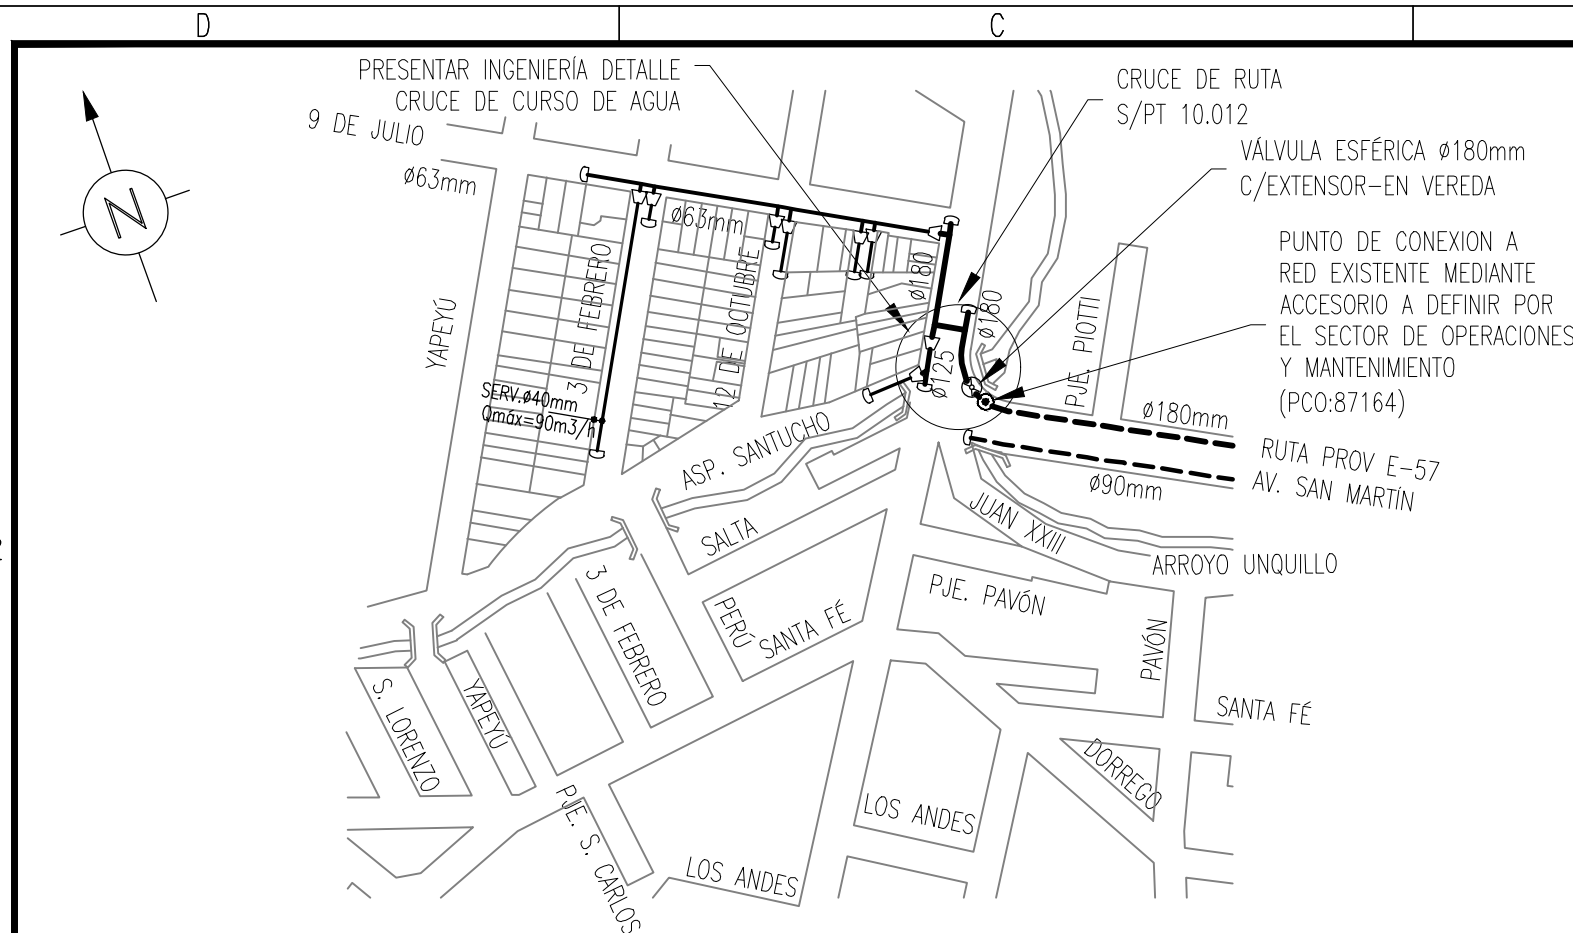 D
C
PRESENTAR INGENIERÍA DETALLE
CRUCE DE CURSO DE AGUA
CRUCE DE RUTA
S/PT 10.012
9 DE JULIO
VÁLVULA ESFÉRICA ø180mm
C/EXTENSOR-EN VEREDA
ø63mm
N
ø63mm
PUNTO DE CONEXION A
RED EXISTENTE MEDIANTE
ACCESORIO A DEFINIR POR
EL SECTOR DE OPERACIONES
Y MANTENIMIENTO
(PCO:87164)
YAPEYÚ
3 DE FEBRERO
12 DE OCTUBRE
ø180
ø180
ø125
PJE. PIOTTI
SERV.ø40mm
Qmáx=90m3/h
ø180mm
ASP. SANTUCHO
RUTA PROV E-57
AV. SAN MARTÍN
ø90mm
SALTA
JUAN XXIII
ARROYO UNQUILLO
3 DE FEBRERO
PERÚ
SANTA FÉ
PJE. PAVÓN
PAVÓN
S. LORENZO
YAPEYÚ
SANTA FÉ
DORREGO
PJE. S. CARLOS
LOS ANDES
LOS ANDES